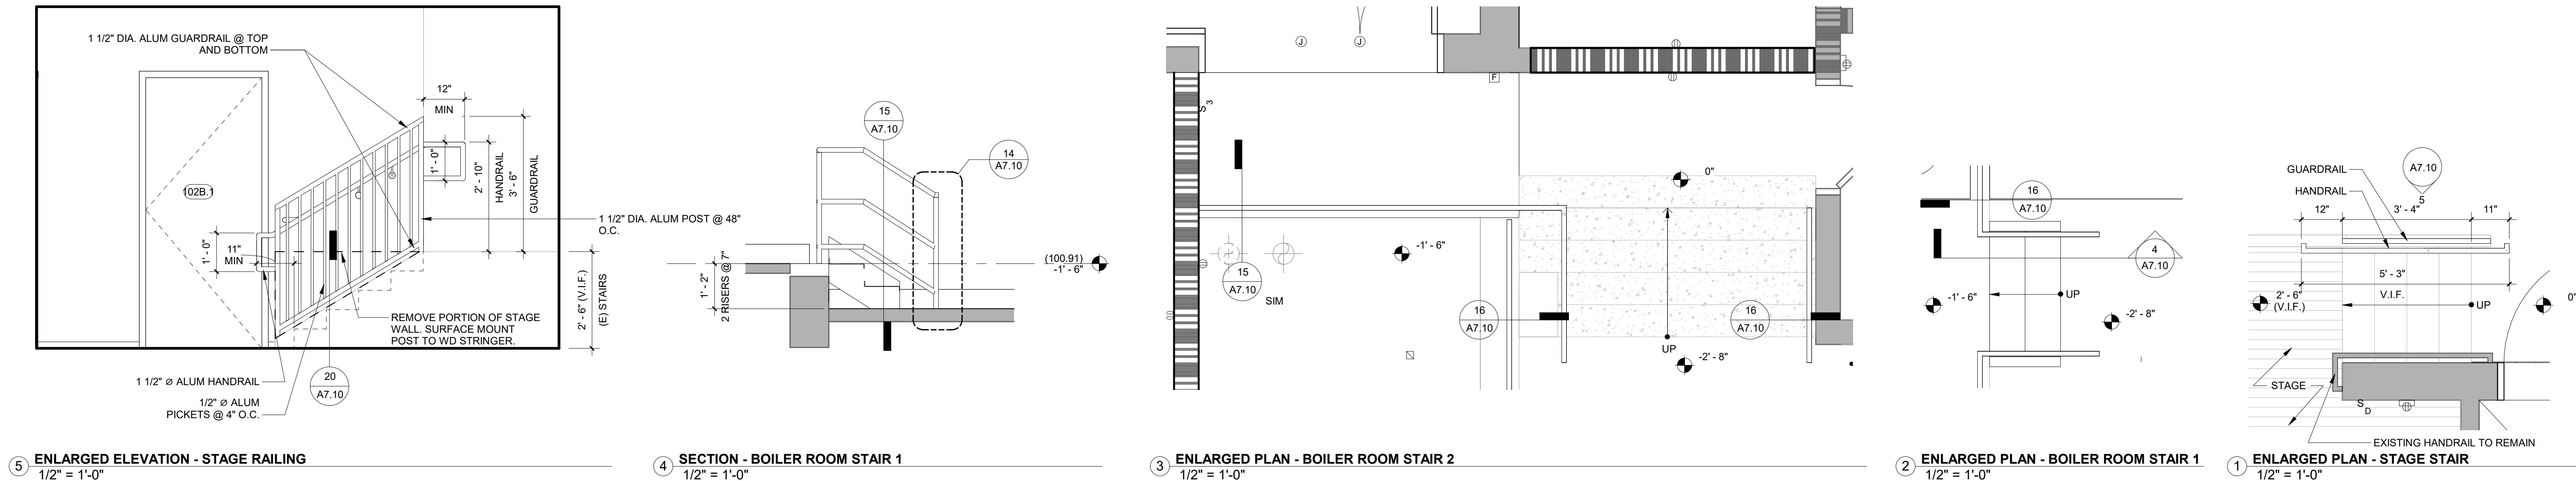 1 1/2" DIA. ALUM GUARDRAIL @ TOP
AND BOTTOM
12"
MIN
1' - 0"
2' - 10"
HANDRAIL
3' - 6"
GUARDRAIL
102B.1
1' - 0"
11"
MIN
1 1/2" DIA. ALUM POST @ 48"
O.C.
2' - 6" (V.I.F.)
(E) STAIRS
REMOVE PORTION OF STAGE
WALL. SURFACE MOUNT
POST TO WD STRINGER.
1 1/2" ⌀ ALUM HANDRAIL
1/2" ⌀ ALUM
PICKETS @ 4" O.C.
20
A7.10
5 ENLARGED ELEVATION - STAGE RAILING
1/2" = 1'-0"
15
A7.10
14
A7.10
(100.91)
-1' - 6"
1' - 2"
2 RISERS @ 7"
4 SECTION - BOILER ROOM STAIR 1
1/2" = 1'-0"
J
J
F
S
3
0"
-1' - 6"
15
A7.10
SIM
16
A7.10
16
A7.10
UP
-2' - 8"
3 ENLARGED PLAN - BOILER ROOM STAIR 2
1/2" = 1'-0"
16
A7.10
4
A7.10
-1' - 6"
UP
-2' - 8"
2 ENLARGED PLAN - BOILER ROOM STAIR 1
1/2" = 1'-0"
A7.10
5
GUARDRAIL
HANDRAIL
12"
3' - 4"
11"
5' - 3"
V.I.F.
2' - 6"
(V.I.F.)
UP
0"
STAGE
S
D
EXISTING HANDRAIL TO REMAIN
1 ENLARGED PLAN - STAGE STAIR
1/2" = 1'-0"